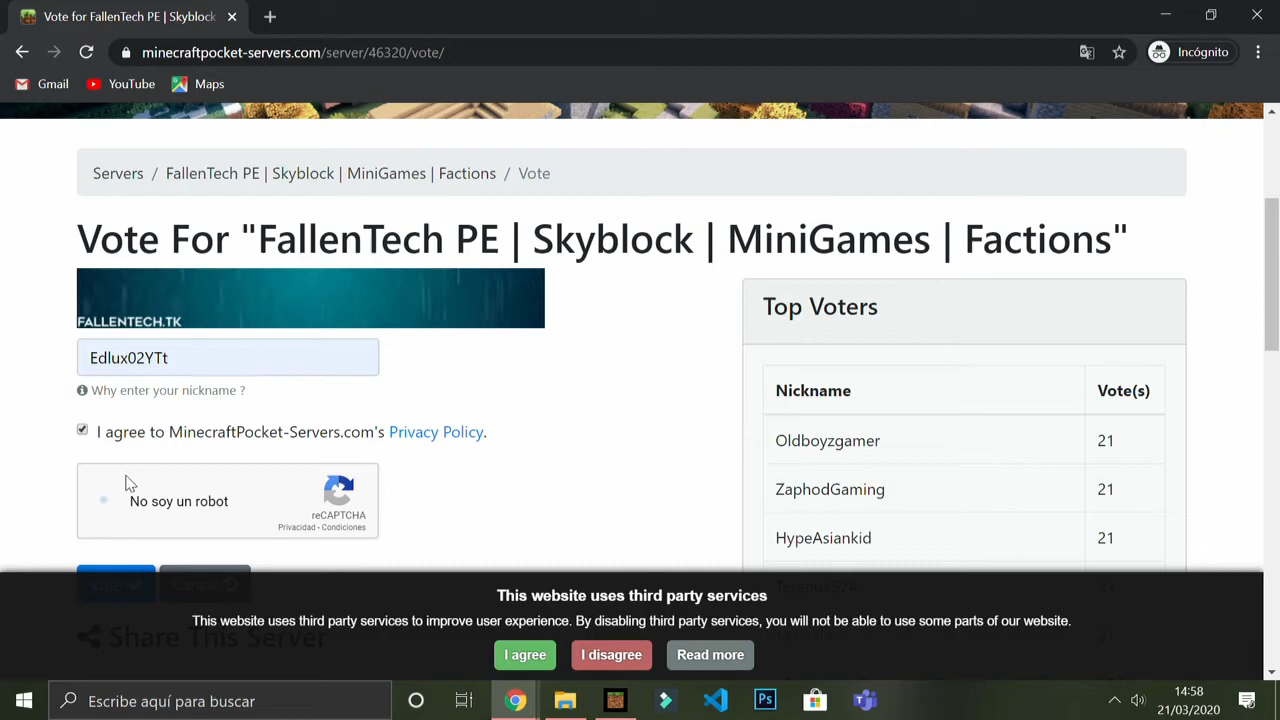 Vote for FallenTech PE | Skyblock
minecraftpocket-servers.com/server/46320/vote/
Incógnito
Gmail
YouTube
Maps
Servers / FallenTech PE | Skyblock | MiniGames | Factions / Vote
Vote For "FallenTech PE | Skyblock | MiniGames | Factions"
FALLENTECH.TK
Edlux02YTt
Why enter your nickname ?
I agree to MinecraftPocket-Servers.com's Privacy Policy.
No soy un robot
reCAPTCHA
Privacidad - Condiciones
Top Voters
Nickname Vote(s)
Oldboyzgamer 21
ZaphodGaming 21
HypeAsiankid 21
Cancel
Share This Server
This website uses third party services
This website uses third party services to improve user experience. By disabling third party services, you will not be able to use some parts of our website.
I agree
I disagree
Read more
Escribe aquí para buscar
Ps
14:58
21/03/2020